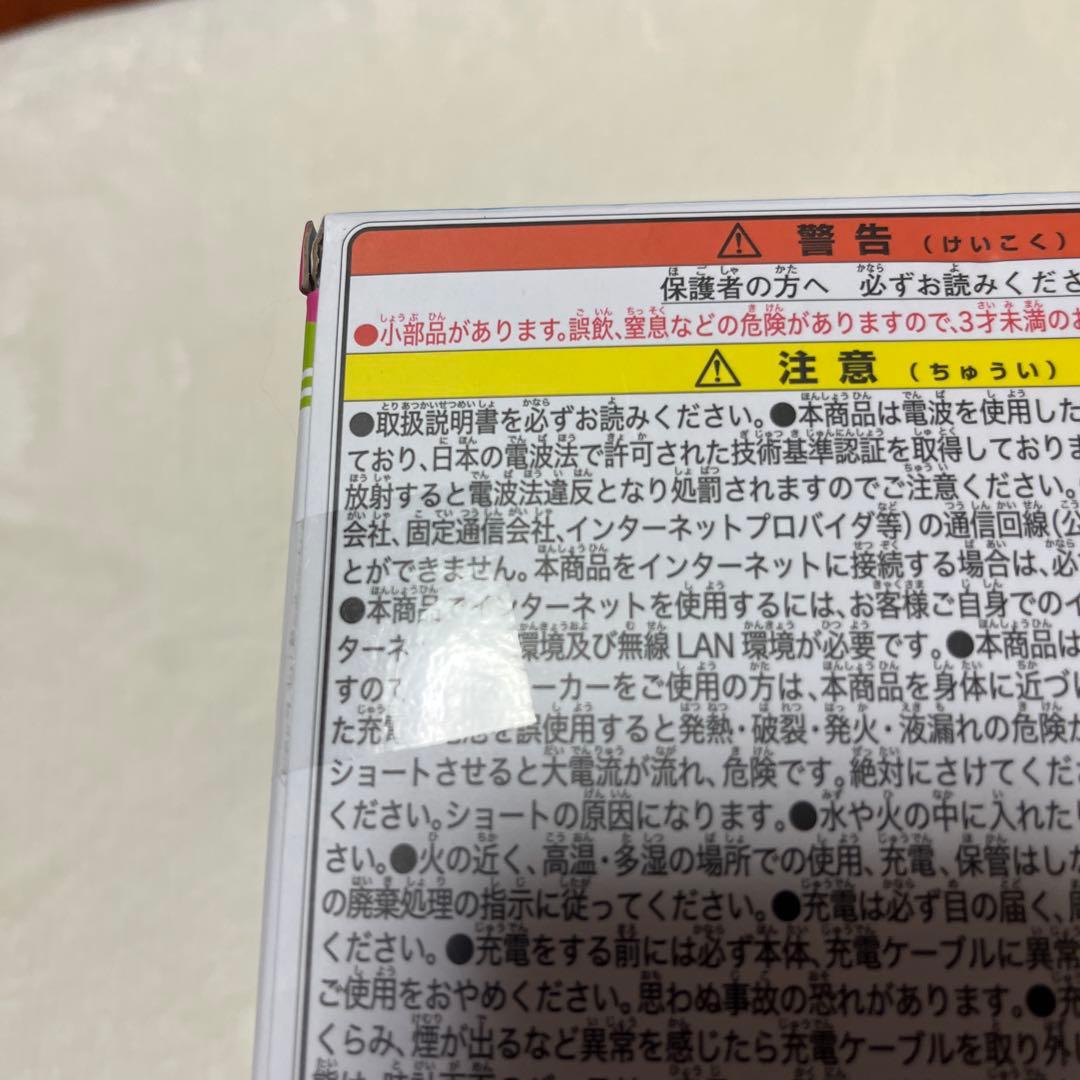 警告（けいこく）
保護者の方へ 必ずお読みくださ
●小部品があります。誤飲、窒息などの危険がありますので、3才未満のお
注意（ちゅうい）
●取扱説明書を必ずお読みください。●本商品は電波を使用した
ており、日本の電波法で許可された技術基準認証を取得しておりま
放射すると電波法違反となり処罰されますのでご注意ください。
会社、固定通信会社、インターネットプロバイダ等）の通信回線（公
とができません。本商品をインターネットに接続する場合は、必
●本商品でインターネットを使用するには、お客様ご自身でのイ
ターネ 環境及び無線LAN環境が必要です。●本商品は
すので ーカーをご使用の方は、本商品を身体に近づい
た充電 電池を誤使用すると発熱・破裂・発火・液漏れの危険が
ショートさせると大電流が流れ、危険です。絶対にさけてくだ
ください。ショートの原因になります。●水や火の中に入れたり
さい。●火の近く、高温・多湿の場所での使用、充電、保管はしな
の廃棄処理の指示に従ってください。●充電は必ず目の届く、
ください。●充電をする前には必ず本体、充電ケーブルに異常
ご使用をおやめください。思わぬ事故の恐れがあります。●充
くらみ、煙が出るなど異常を感じたら充電ケーブルを取り外し